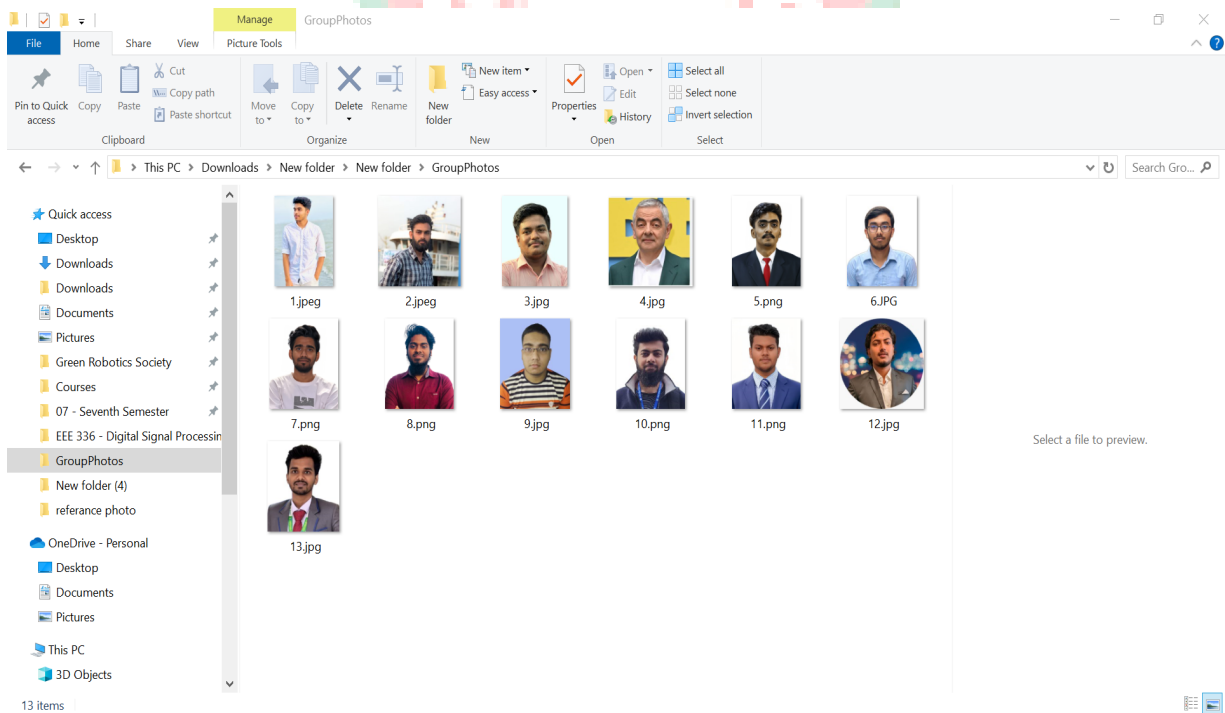 Manage
GroupPhotos
File
Home
Share
View
Picture Tools
Pin to Quick access
Copy
Paste
Cut
Copy path
Paste shortcut
Clipboard
Move to
Copy to
Delete
Rename
Organize
New folder
New item
Easy access
New
Properties
Open
Edit
History
Open
Select all
Select none
Invert selection
Select
This PC > Downloads > New folder > New folder > GroupPhotos
Search Gro...
Quick access
Desktop
Downloads
Downloads
Documents
Pictures
Green Robotics Society
Courses
07 - Seventh Semester
EEE 336 - Digital Signal Processin
GroupPhotos
New folder (4)
referance photo
OneDrive - Personal
Desktop
Documents
Pictures
This PC
3D Objects
1.jpeg
2.jpeg
3.jpg
4.jpg
5.png
6.JPG
7.png
8.png
9.jpg
10.png
11.png
12.jpg
13.jpg
Select a file to preview.
13 items